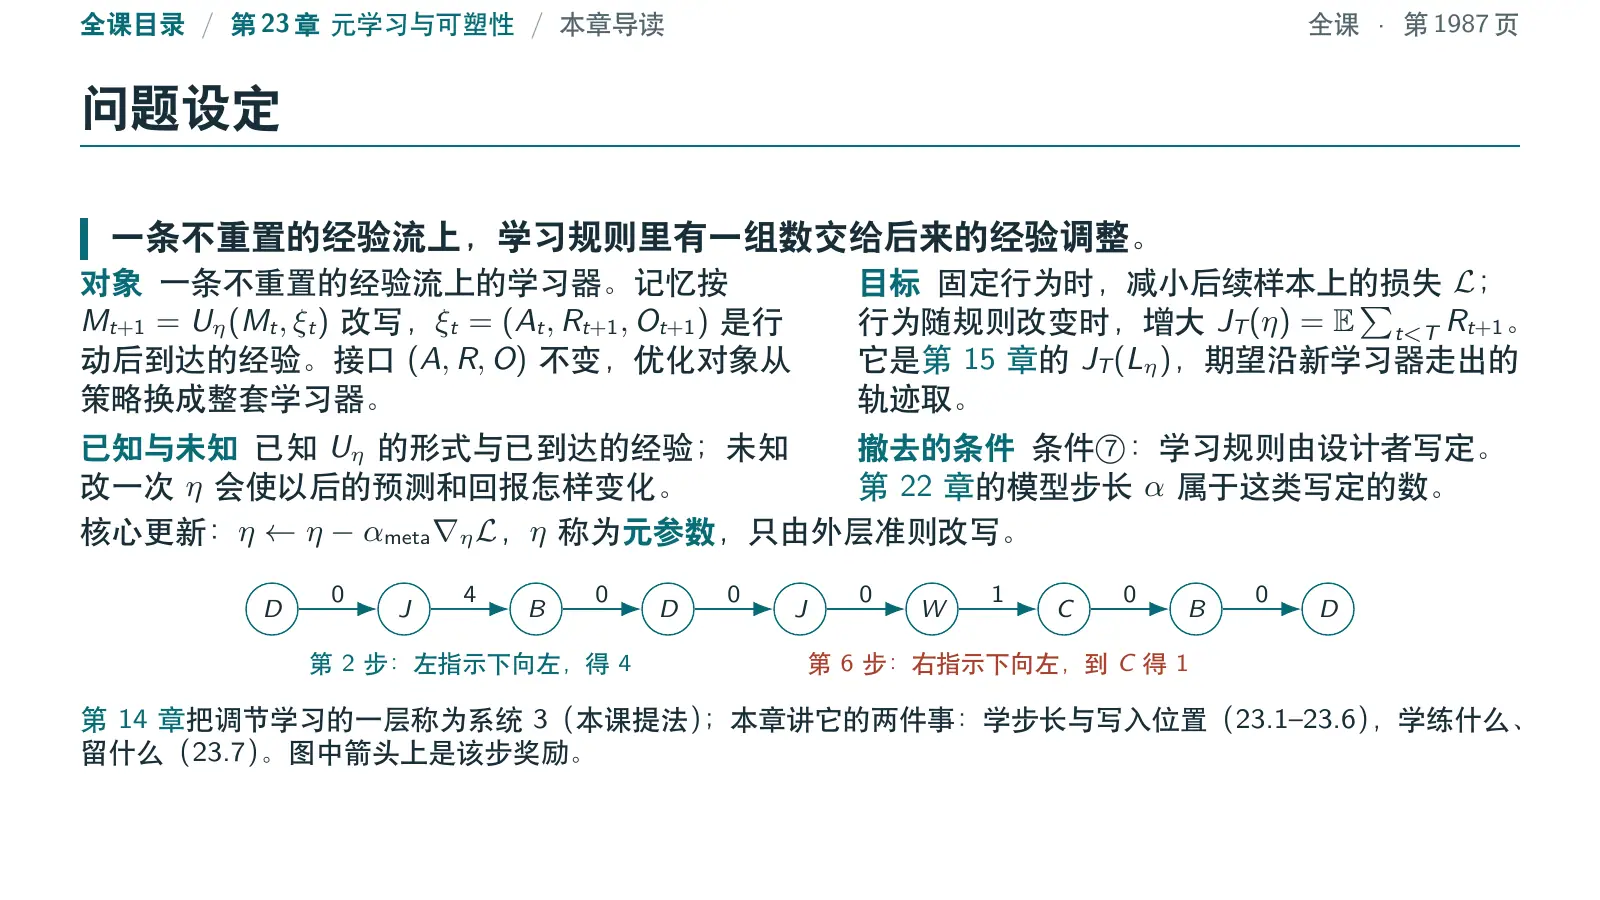 全课目录 / 第 23 章 元学习与可塑性 / 本章导读
全课 · 第 1987 页
问题设定
一条不重置的经验流上，学习规则里有一组数交给后来的经验调整。
对象 一条不重置的经验流上的学习器。记忆按
M_{t+1} = U_η(M_t, ξ_t) 改写，ξ_t = (A_t, R_{t+1}, O_{t+1}) 是行
动后到达的经验。接口 (A, R, O) 不变，优化对象从
策略换成整套学习器。
已知与未知 已知 U_η 的形式与已到达的经验；未知
改一次 η 会使以后的预测和回报怎样变化。
目标 固定行为时，减小后续样本上的损失 ℒ；
行为随规则改变时，增大 J_T(η) = 𝔼 ∑_{t<T} R_{t+1}。
它是第 15 章的 J_T(L_η)，期望沿新学习器走出的
轨迹取。
撤去的条件 条件⑦：学习规则由设计者写定。
第 22 章的模型步长 α 属于这类写定的数。
核心更新：η ← η − α_meta ∇_η ℒ，η 称为元参数，只由外层准则改写。
D 0 J 4 B 0 D 0 J 0 W 1 C 0 B 0 D
第 2 步：左指示下向左，得 4
第 6 步：右指示下向左，到 C 得 1
第 14 章把调节学习的一层称为系统 3（本课提法）；本章讲它的两件事：学步长与写入位置（23.1–23.6），学练什么、
留什么（23.7）。图中箭头上是该步奖励。